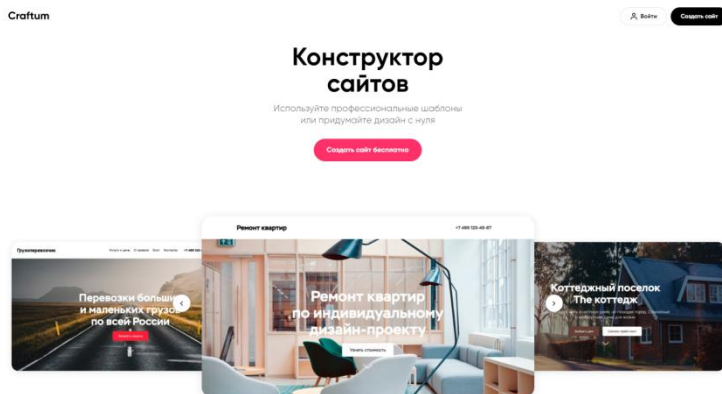 Craftum
Войти
Создать сайт
Конструктор
сайтов
Используйте профессиональные шаблоны
или придумайте дизайн с нуля
Создать сайт бесплатно
Грузоперевозчик
Ремонт квартир
+7 495 125-45-67
Перевозки больших
и маленьких грузов
по всей России
Ремонт квартир
по индивидуальному
дизайн-проекту
Узнать стоимость
Коттеджный поселок
The коттедж